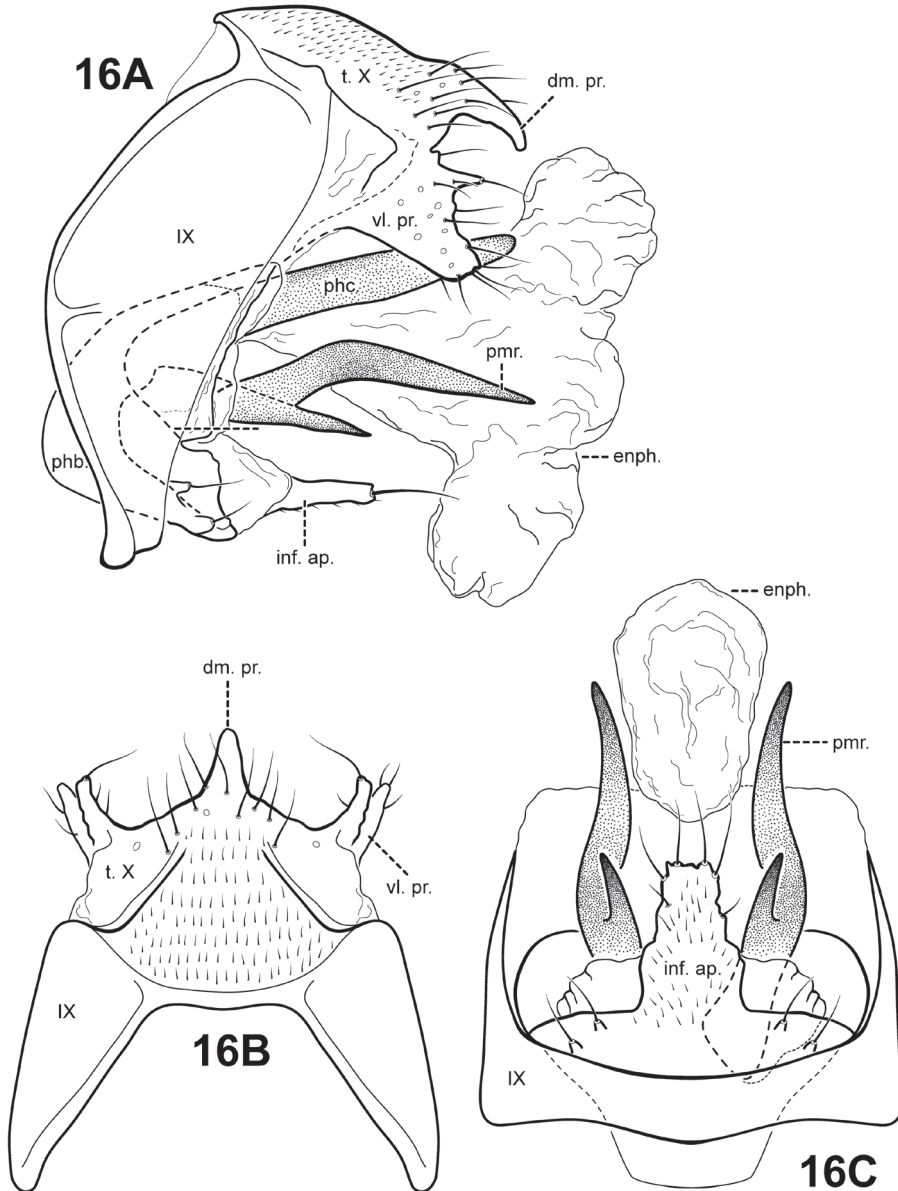 16A
t. X
dm. pr.
IX
vl. pr.
phc.
pmr.
enph.
phb.
inf. ap.
enph.
dm. pr.
pmr.
t. X
vl. pr.
inf. ap.
IX
16B
IX
16C